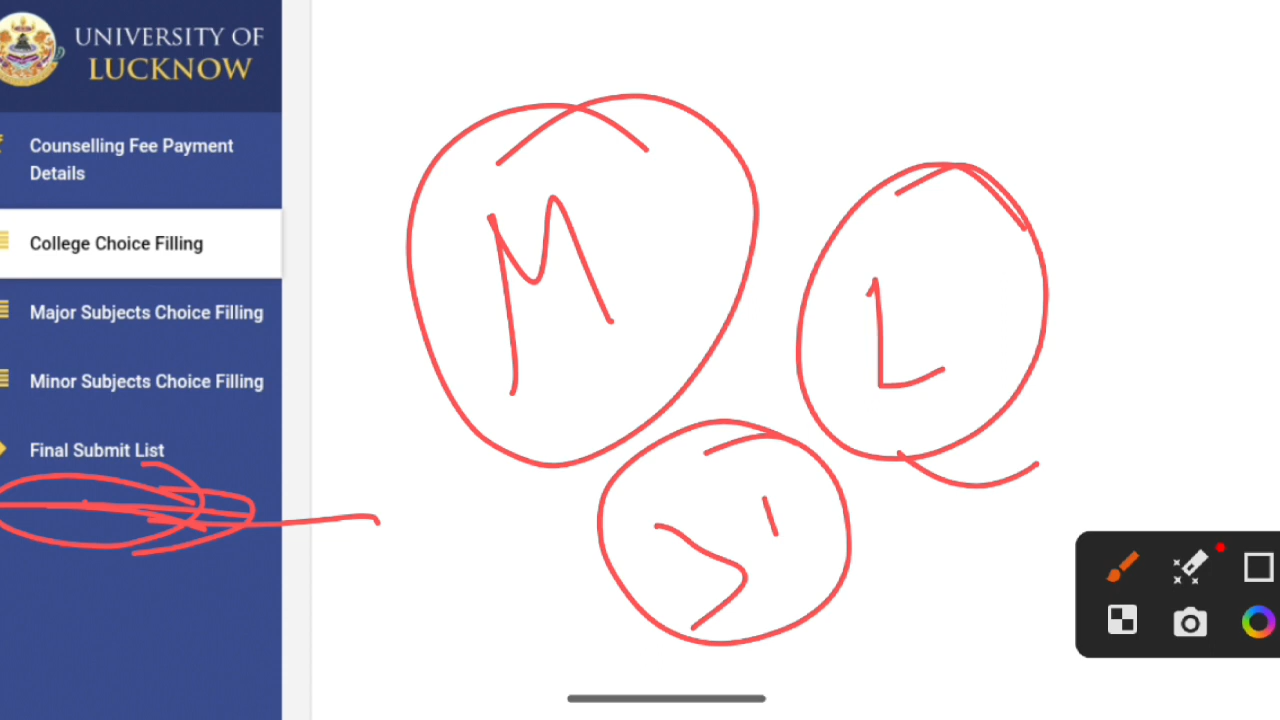 UNIVERSITY OF
LUCKNOW
Counselling Fee Payment
Details
College Choice Filling
Major Subjects Choice Filling
Minor Subjects Choice Filling
Final Submit List
M
L